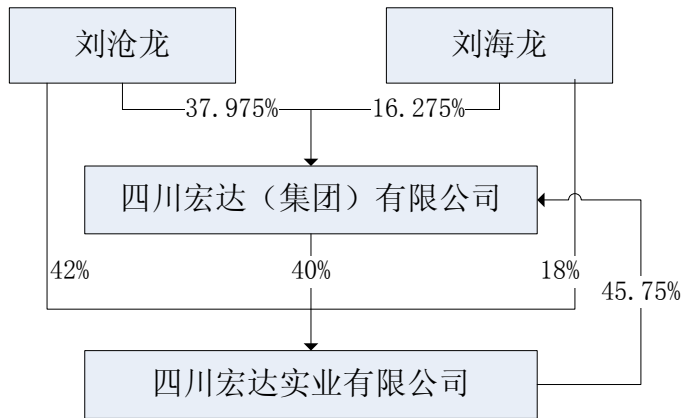 刘沧龙 刘海龙
37.975% 16.275%
四川宏达（集团）有限公司
42% 40% 18%
45.75%
四川宏达实业有限公司